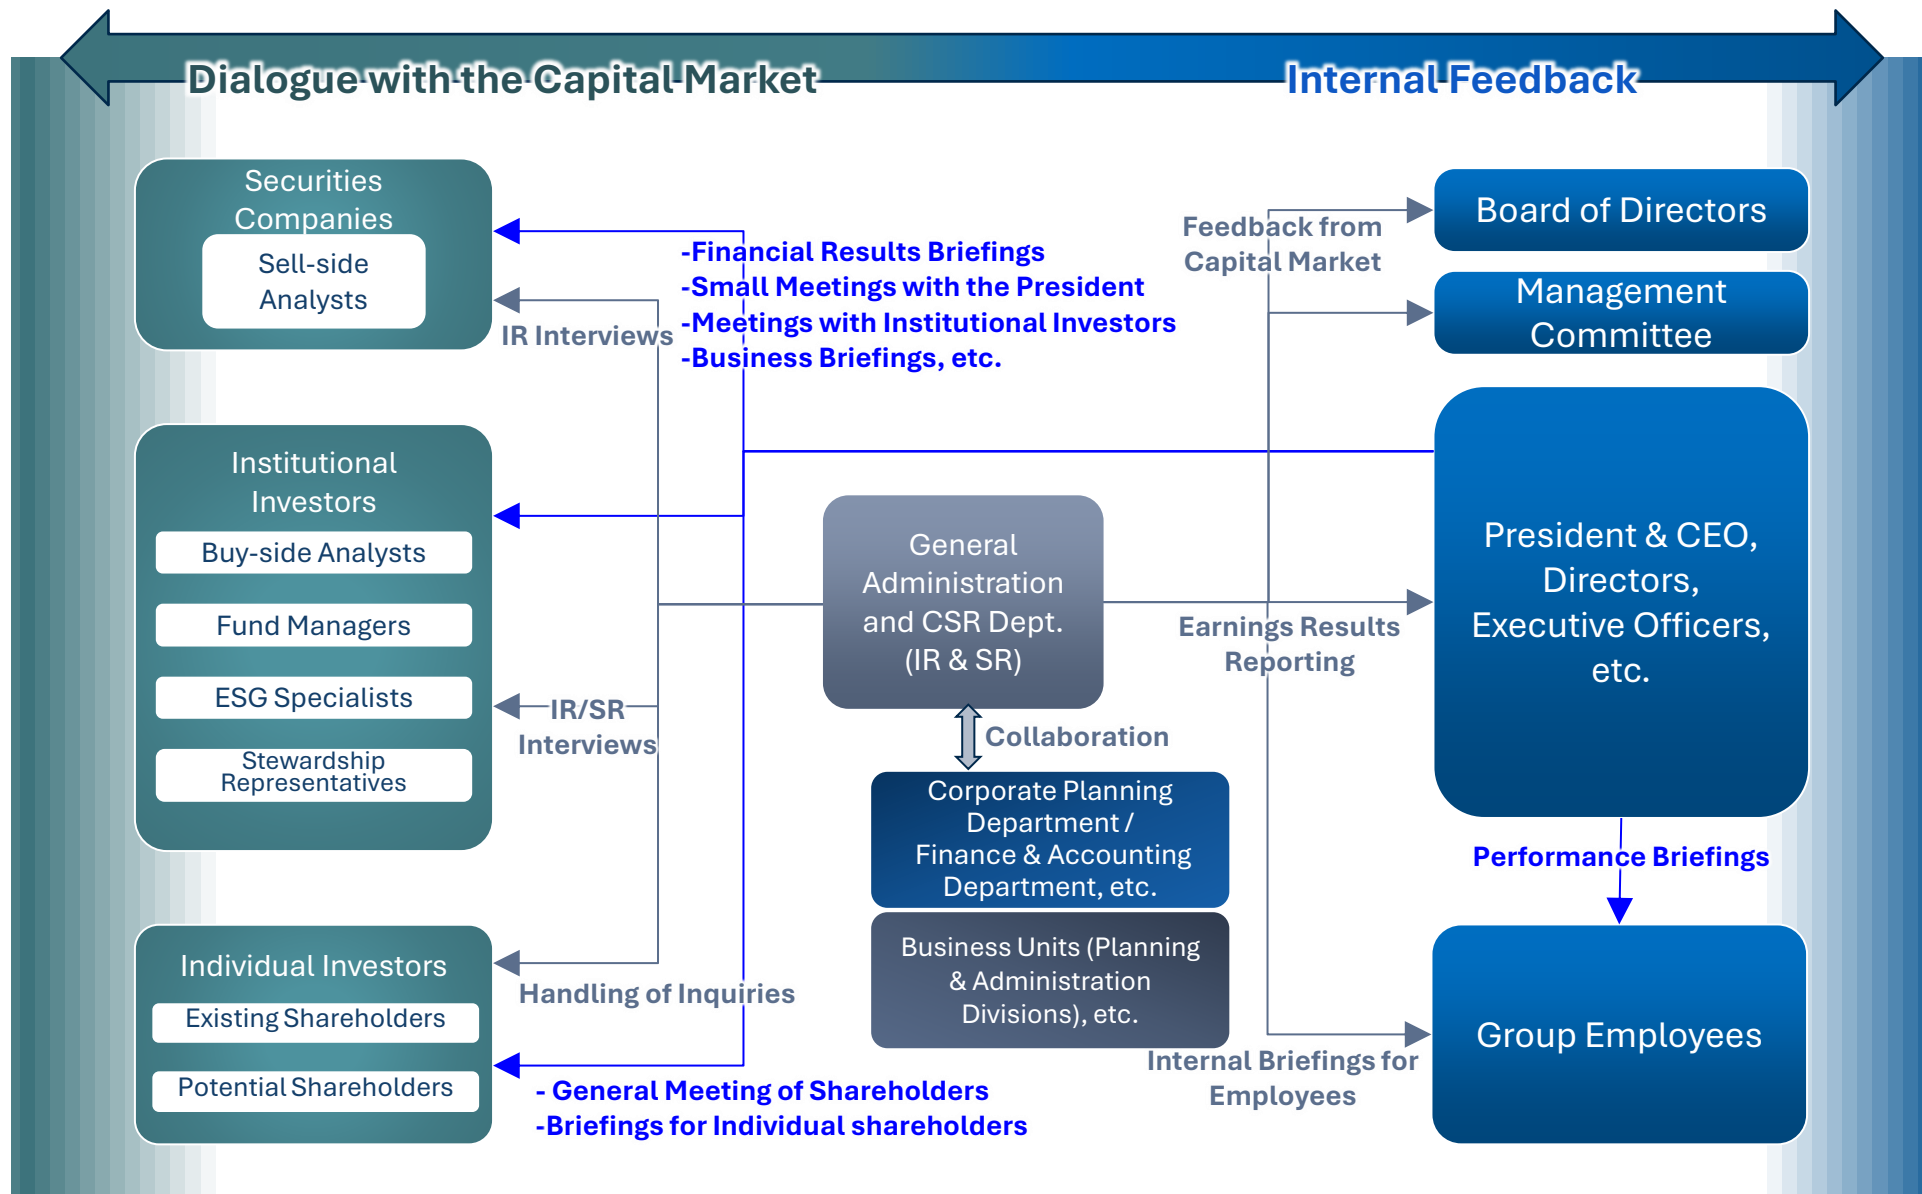 Dialogue with the Capital Market
Internal Feedback
Securities
Companies
Sell-side
Analysts
IR Interviews
-Financial Results Briefings
-Small Meetings with the President
-Meetings with Institutional Investors
-Business Briefings, etc.
Feedback from
Capital Market
Board of Directors
Management
Committee
Institutional
Investors
Buy-side Analysts
Fund Managers
ESG Specialists
Stewardship
Representatives
IR/SR
Interviews
General
Administration
and CSR Dept.
(IR & SR)
Collaboration
Corporate Planning
Department /
Finance & Accounting
Department, etc.
Business Units (Planning
& Administration
Divisions), etc.
Earnings Results
Reporting
President & CEO,
Directors,
Executive Officers,
etc.
Performance Briefings
Individual Investors
Existing Shareholders
Potential Shareholders
Handling of Inquiries
- General Meeting of Shareholders
-Briefings for Individual shareholders
Internal Briefings for
Employees
Group Employees